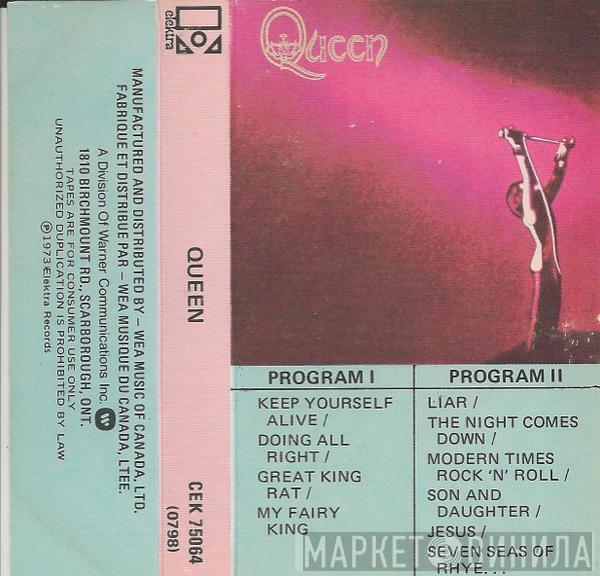 elektra
MANUFACTURED AND DISTRIBUTED BY – WEA MUSIC OF CANADA, LTD.
FABRIQUE ET DISTRIBUE PAR – WEA MUSIQUE DU CANADA, LTEE.
A Division Of Warner Communications Inc.
1810 BIRCHMOUNT RD, SCARBOROUGH, ONT.
TAPES ARE FOR CONSUMER USE ONLY
UNAUTHORIZED DUPLICATION IS PROHIBITED BY LAW
℗ 1973 Elektra Records
QUEEN
CEK 75064
(0798)
Queen
PROGRAM I
KEEP YOURSELF
ALIVE /
DOING ALL
RIGHT /
GREAT KING
RAT /
MY FAIRY
KING
PROGRAM II
LIAR /
THE NIGHT COMES
DOWN /
MODERN TIMES
ROCK 'N' ROLL /
SON AND
DAUGHTER /
JESUS /
SEVEN SEAS OF
RHYE...
МАРКЕТ ВИНИЛА